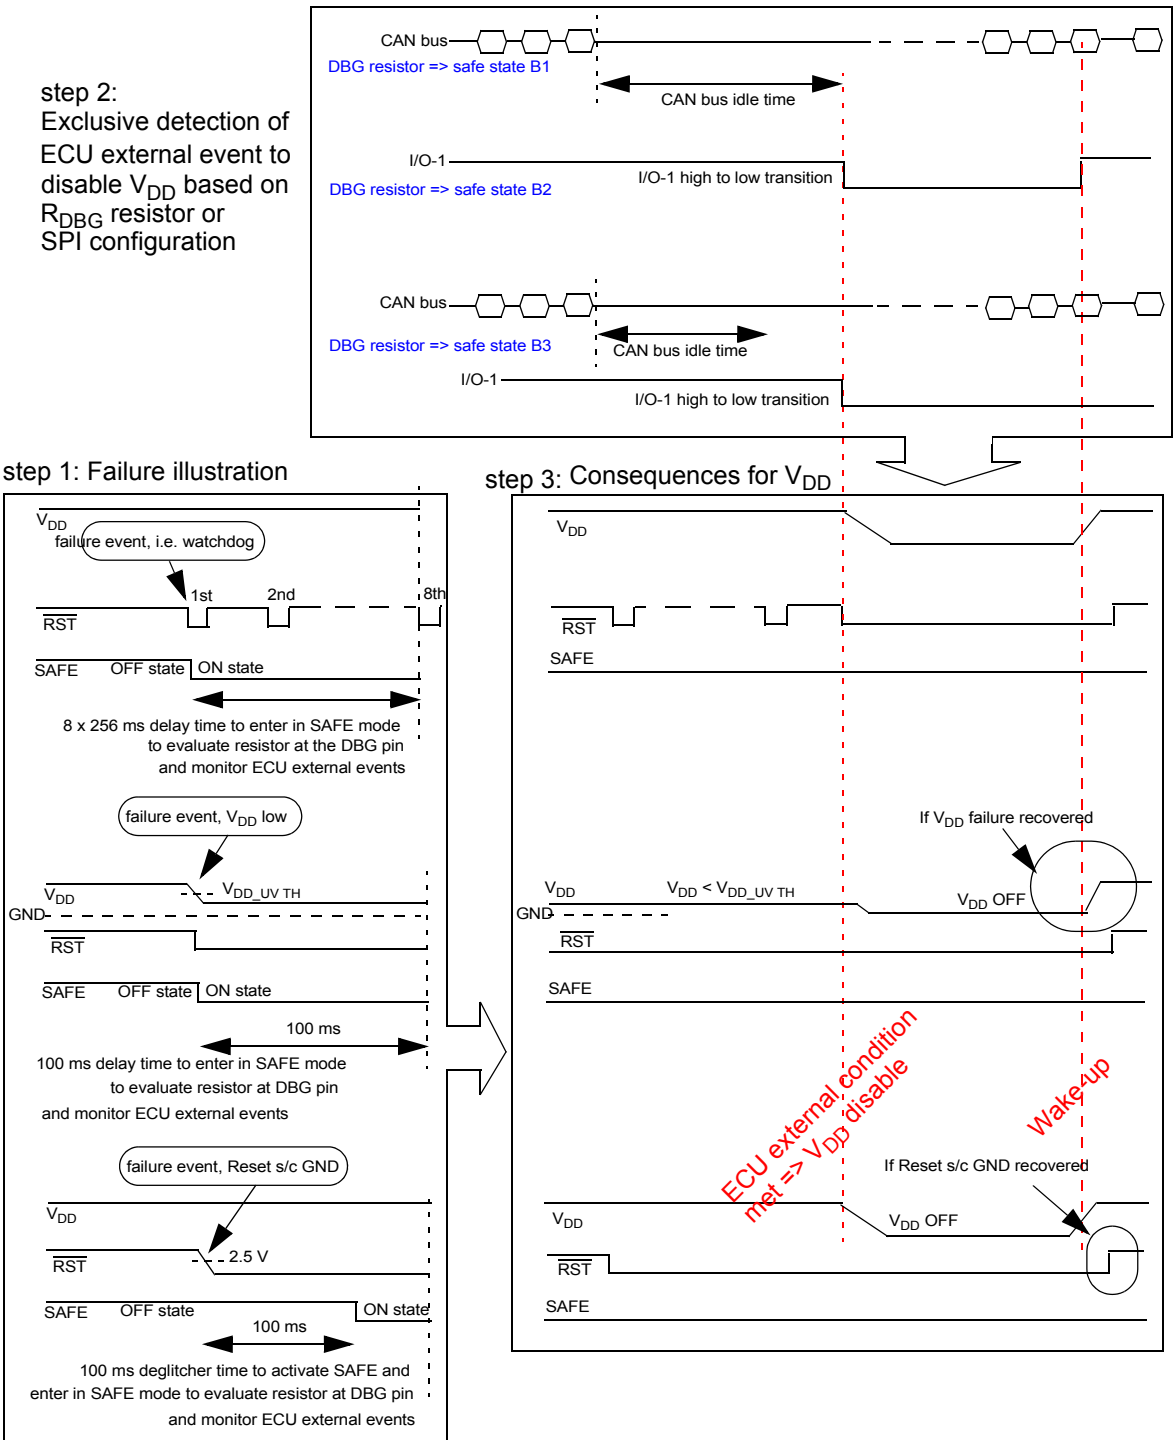 step 2:
Exclusive detection of
ECU external event to
disable VDD based on
RDBG resistor or
SPI configuration
CAN bus
DBG resistor => safe state B1
CAN bus idle time
I/O-1
I/O-1 high to low transition
DBG resistor => safe state B2
CAN bus
DBG resistor => safe state B3
CAN bus idle time
I/O-1
I/O-1 high to low transition
step 1: Failure illustration
VDD
failure event, i.e. watchdog
1st
2nd
8th
RST
SAFE
OFF state
ON state
8 x 256 ms delay time to enter in SAFE mode
to evaluate resistor at the DBG pin
and monitor ECU external events
failure event, VDD low
VDD
VDD_UV TH
GND
RST
SAFE
OFF state
ON state
100 ms
100 ms delay time to enter in SAFE mode
to evaluate resistor at DBG pin
and monitor ECU external events
failure event, Reset s/c GND
VDD
2.5 V
RST
SAFE
OFF state
ON state
100 ms
100 ms deglitcher time to activate SAFE and
enter in SAFE mode to evaluate resistor at DBG pin
and monitor ECU external events
step 3: Consequences for VDD
VDD
RST
SAFE
If VDD failure recovered
VDD
VDD < VDD_UV TH
VDD OFF
GND
RST
SAFE
ECU external condition
met => VDD disable
Wake-up
If Reset s/c GND recovered
VDD
VDD OFF
RST
SAFE